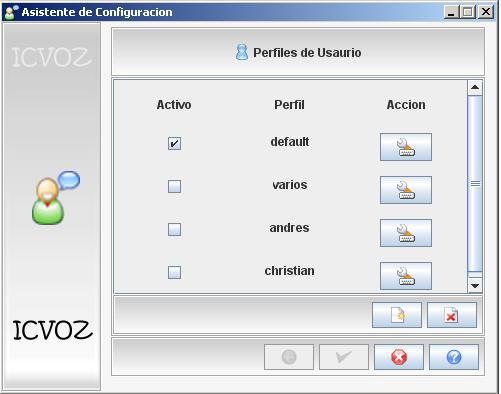 Asistente de Configuracion
ICVOZ
Perfiles de Usaurio
Activo Perfil Accion
default
varios
andres
christian
ICVOZ